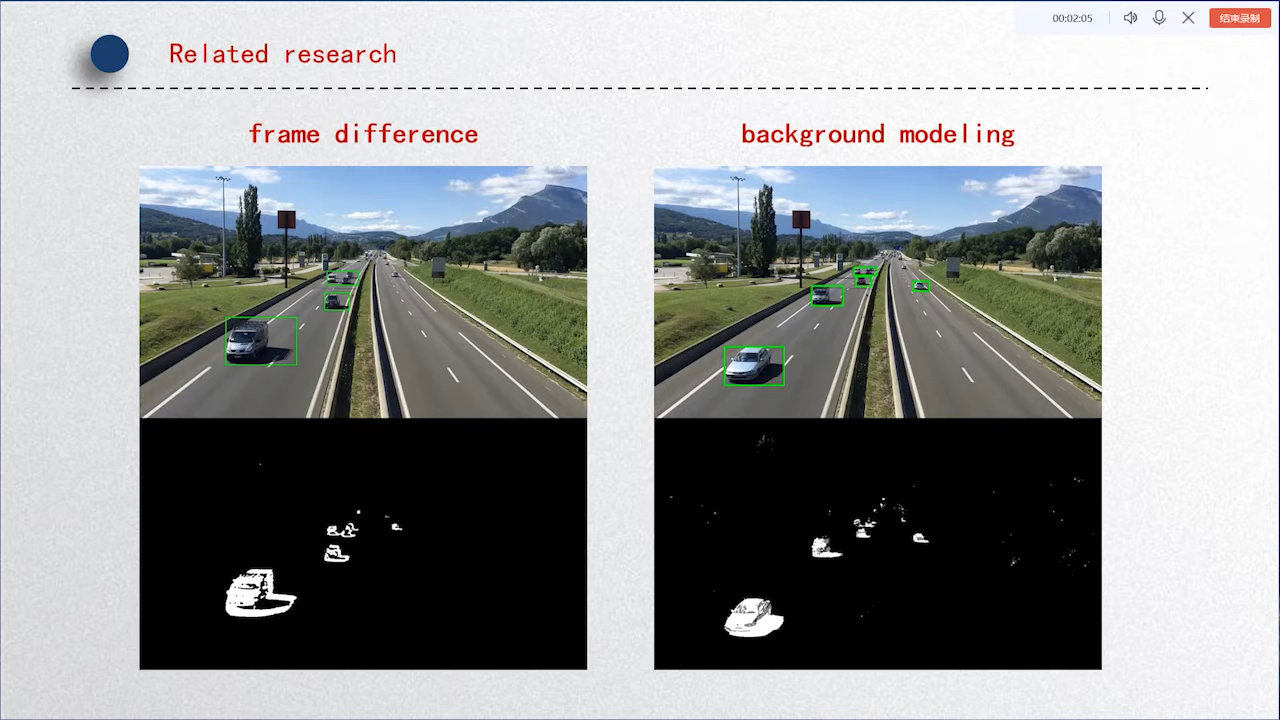 00:02:05
结束录制
Related research
frame difference
background modeling